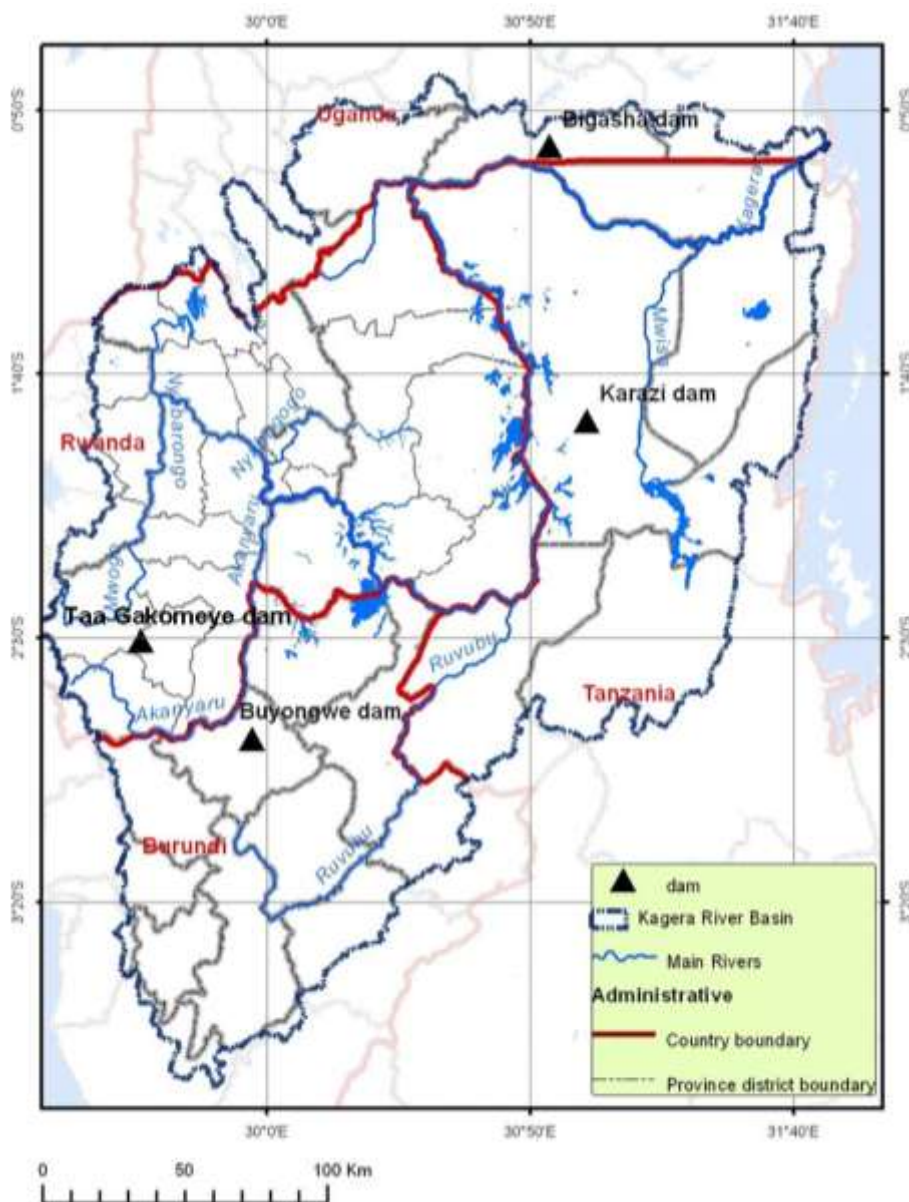 30°0'E
30°50'E
31°40'E
0°50'S
0°50'S
Uganda
Bigasha dam
Kagera
1°40'S
1°40'S
Mwisa
Karazi dam
Rwanda
Nybarongo
Akanyaru
Mwogo
Taa-Gakomeye dam
2°30'S
2°30'S
Ruvubu
Tanzania
Akanyaru
Buyongwe dam
Burundi
Ruvubu
3°20'S
3°20'S
dam
Kagera River Basin
Main Rivers
Administrative
Country boundary
Province district boundary
30°0'E
30°50'E
31°40'E
0 50 100 Km